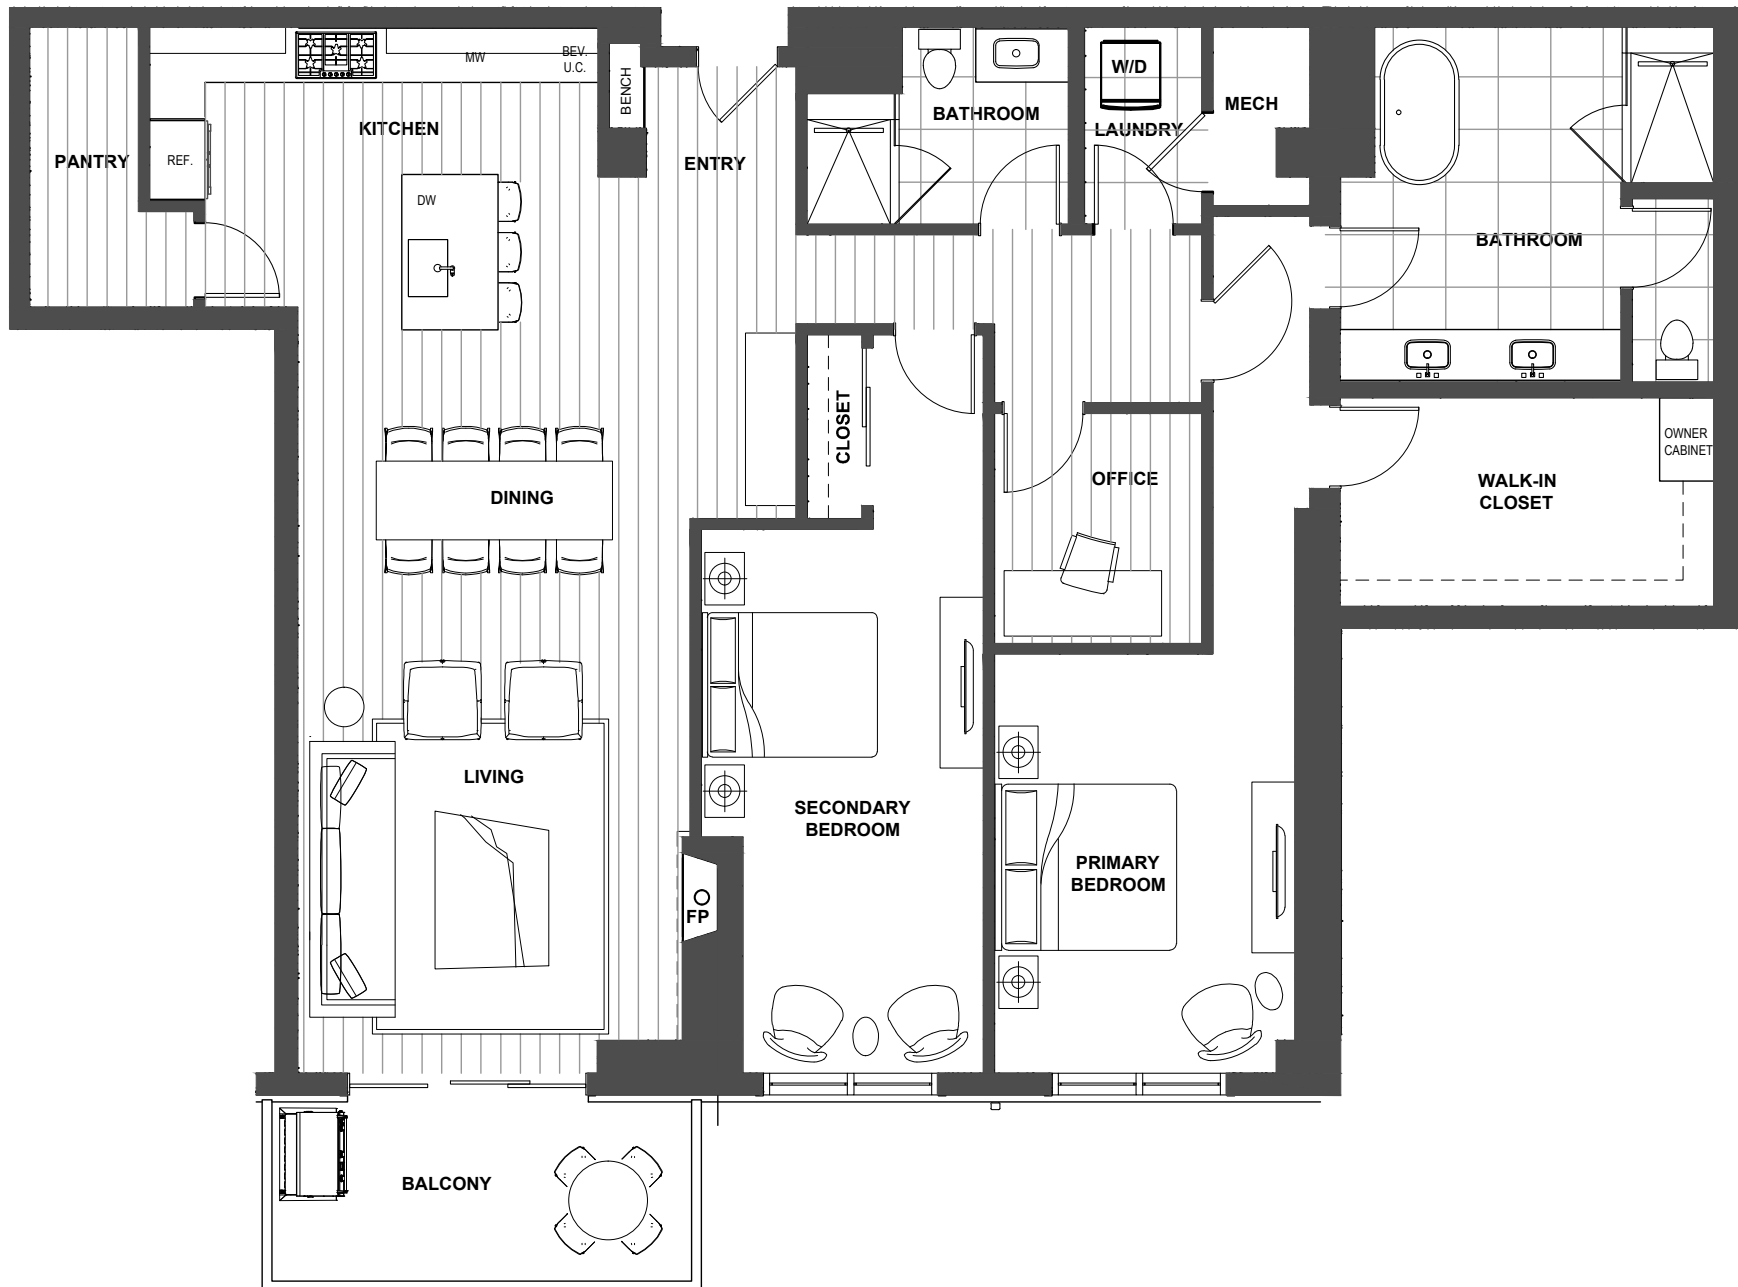 MW
BEV.
U.C.
BENCH
W/D
MECH
KITCHEN
BATHROOM
LAUNDRY
PANTRY
REF.
ENTRY
DW
BATHROOM
CLOSET
OWNER
CABINET
OFFICE
WALK-IN
CLOSET
DINING
LIVING
SECONDARY
BEDROOM
PRIMARY
BEDROOM
FP
BALCONY